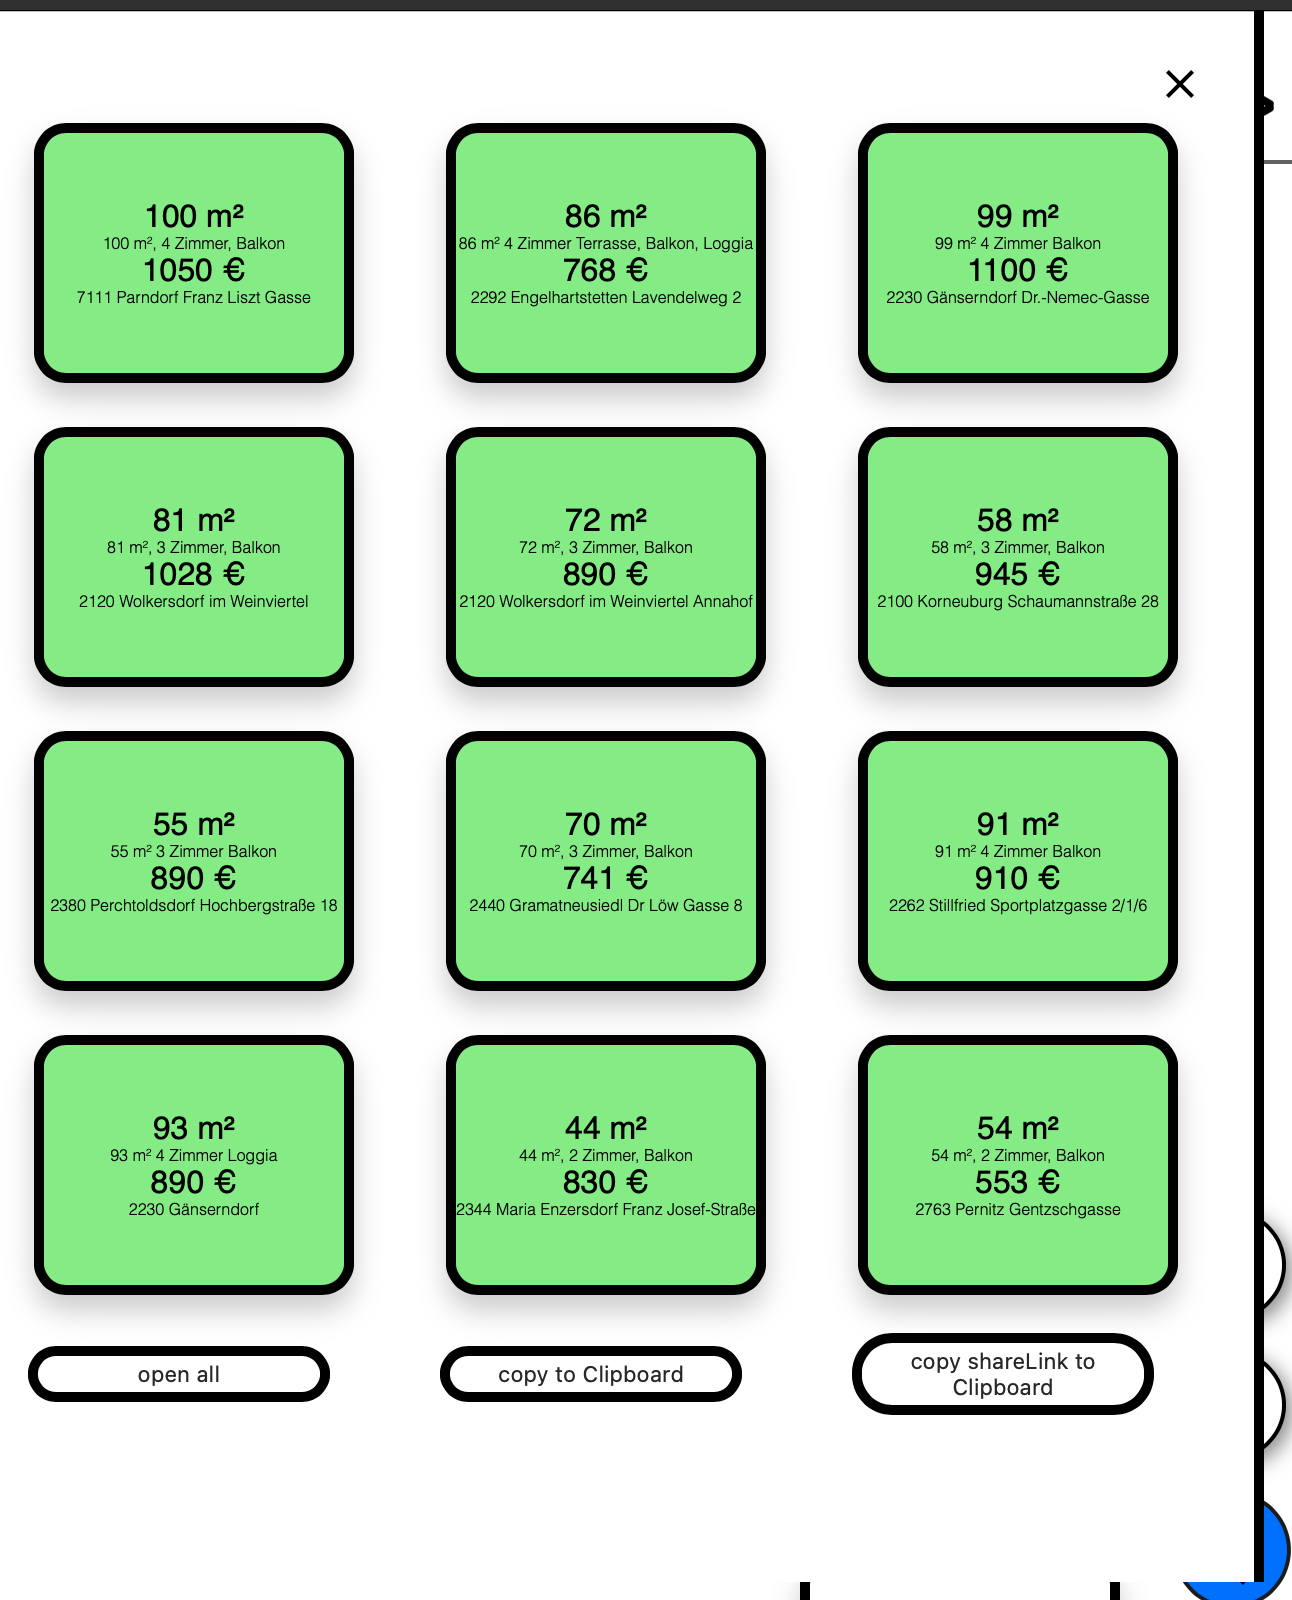 100 m²
100 m², 4 Zimmer, Balkon
1050 €
7111 Parndorf Franz Liszt Gasse
86 m²
86 m² 4 Zimmer Terrasse, Balkon, Loggia
768 €
2292 Engelhartstetten Lavendelweg 2
99 m²
99 m² 4 Zimmer Balkon
1100 €
2230 Gänserndorf Dr.-Nemec-Gasse
81 m²
81 m², 3 Zimmer, Balkon
1028 €
2120 Wolkersdorf im Weinviertel
72 m²
72 m², 3 Zimmer, Balkon
890 €
2120 Wolkersdorf im Weinviertel Annahof
58 m²
58 m², 3 Zimmer, Balkon
945 €
2100 Korneuburg Schaumannstraße 28
55 m²
55 m² 3 Zimmer Balkon
890 €
2380 Perchtoldsdorf Hochbergstraße 18
70 m²
70 m², 3 Zimmer, Balkon
741 €
2440 Gramatneusiedl Dr Löw Gasse 8
91 m²
91 m² 4 Zimmer Balkon
910 €
2262 Stillfried Sportplatzgasse 2/1/6
93 m²
93 m² 4 Zimmer Loggia
890 €
2230 Gänserndorf
44 m²
44 m², 2 Zimmer, Balkon
830 €
2344 Maria Enzersdorf Franz Josef-Straße
54 m²
54 m², 2 Zimmer, Balkon
553 €
2763 Pernitz Gentzschgasse
open all
copy to Clipboard
copy shareLink to
Clipboard